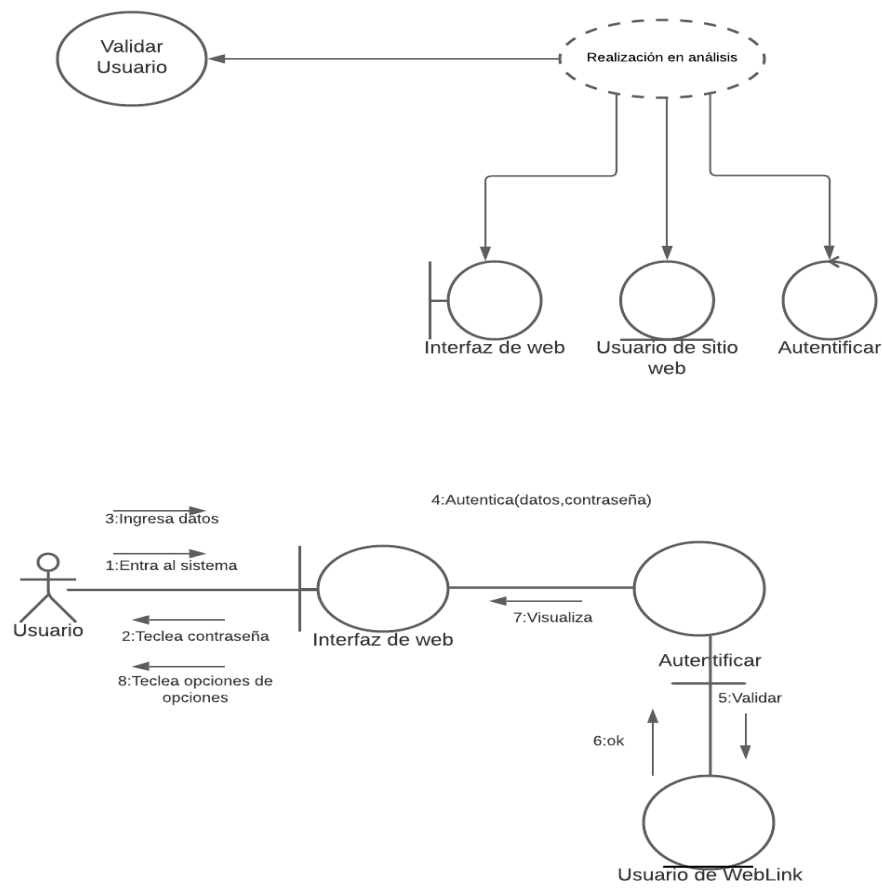 Validar
Usuario
Realización en análisis
Interfaz de web
Usuario de sitio
web
Autentificar
4:Autentica(datos,contraseña)
3:Ingresa datos
1:Entra al sistema
Usuario
2:Teclea contraseña
8:Teclea opciones de
opciones
Interfaz de web
7:Visualiza
Autentificar
5:Validar
6:ok
Usuario de WebLink